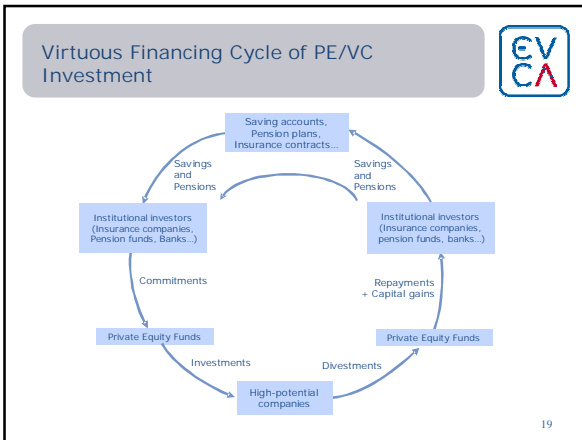 Virtuous Financing Cycle of PE/VC
Investment
EV
CA
Saving accounts,
Pension plans,
Insurance contracts...
Savings
and
Pensions
Savings
and
Pensions
Institutional investors
(Insurance companies,
Pension funds, Banks...)
Institutional investors
(Insurance companies,
pension funds, banks...)
Commitments
Repayments
+ Capital gains
Private Equity Funds
Private Equity Funds
Investments
Divestments
High-potential
companies
19